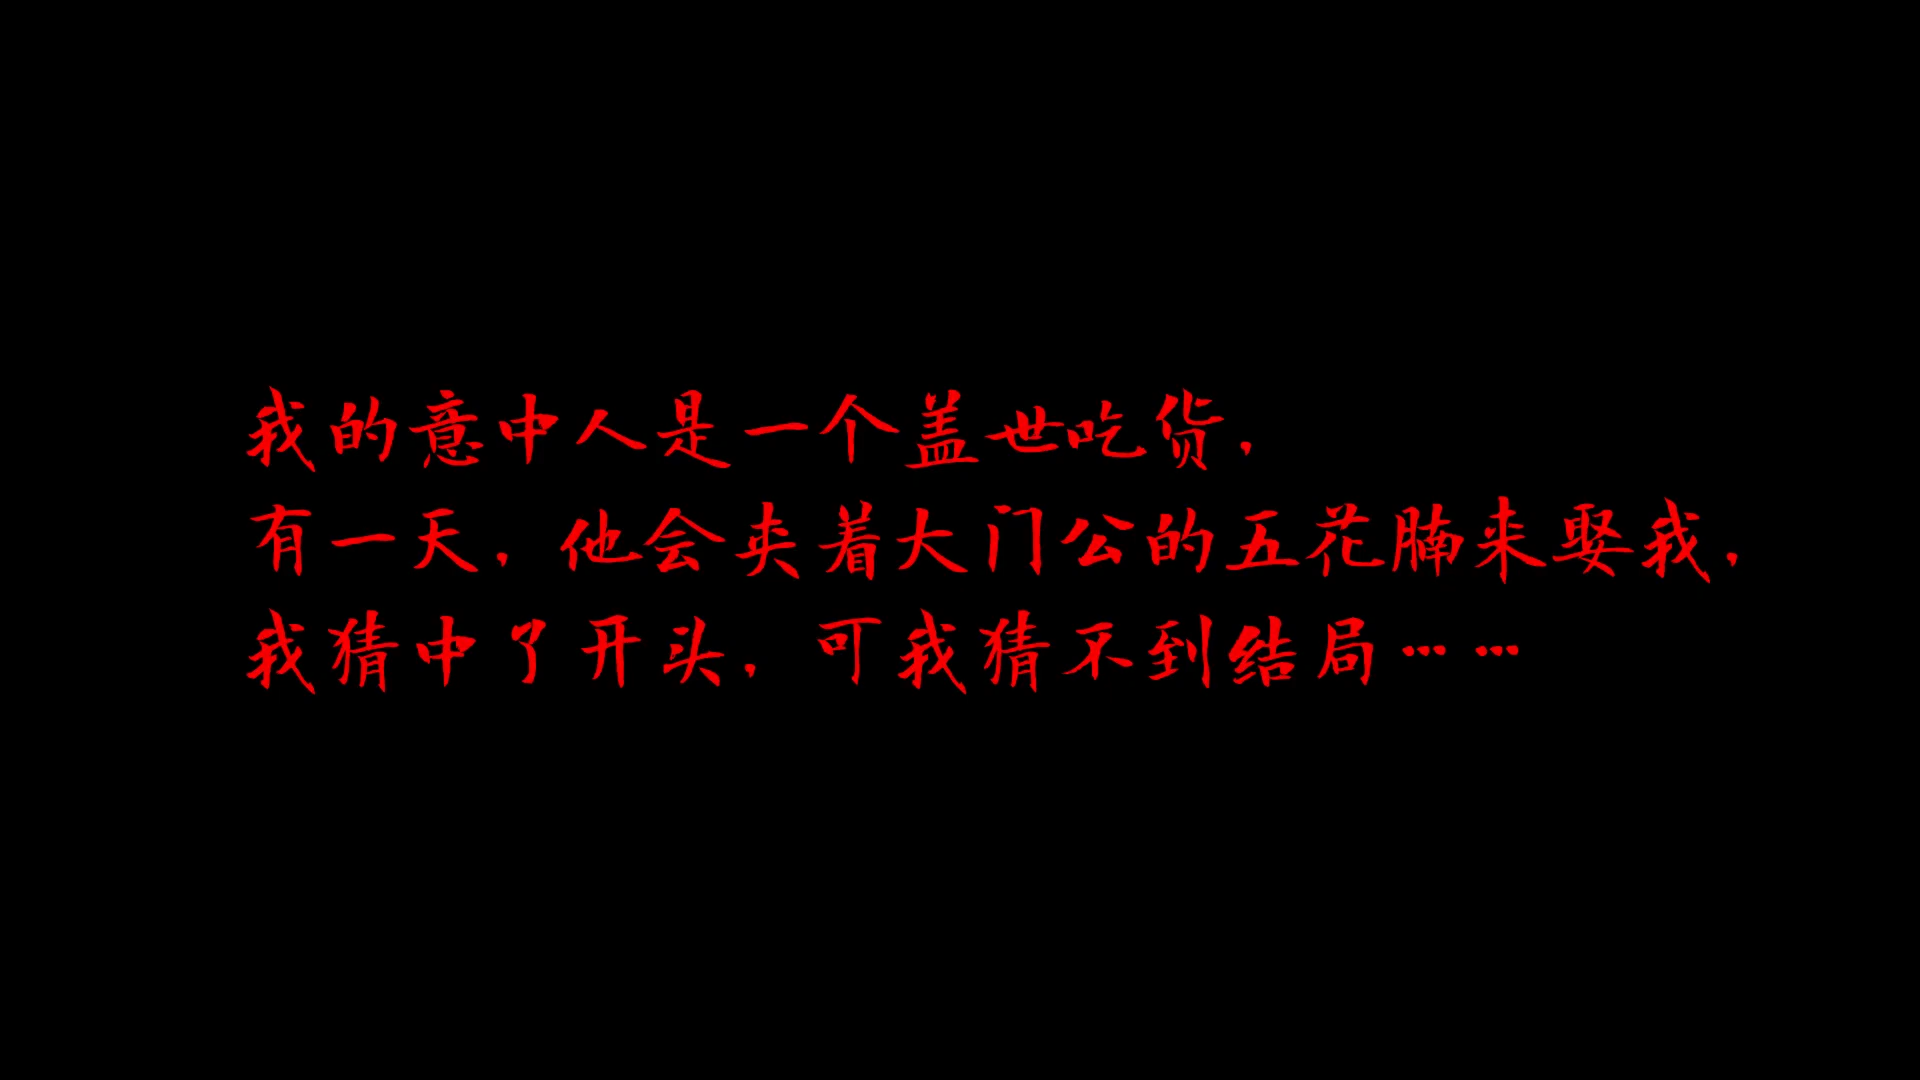 我的意中人是一个盖世吃货，
有一天，他会夹着大门公的五花腩来娶我，
我猜中了开头，可我猜不到结局……